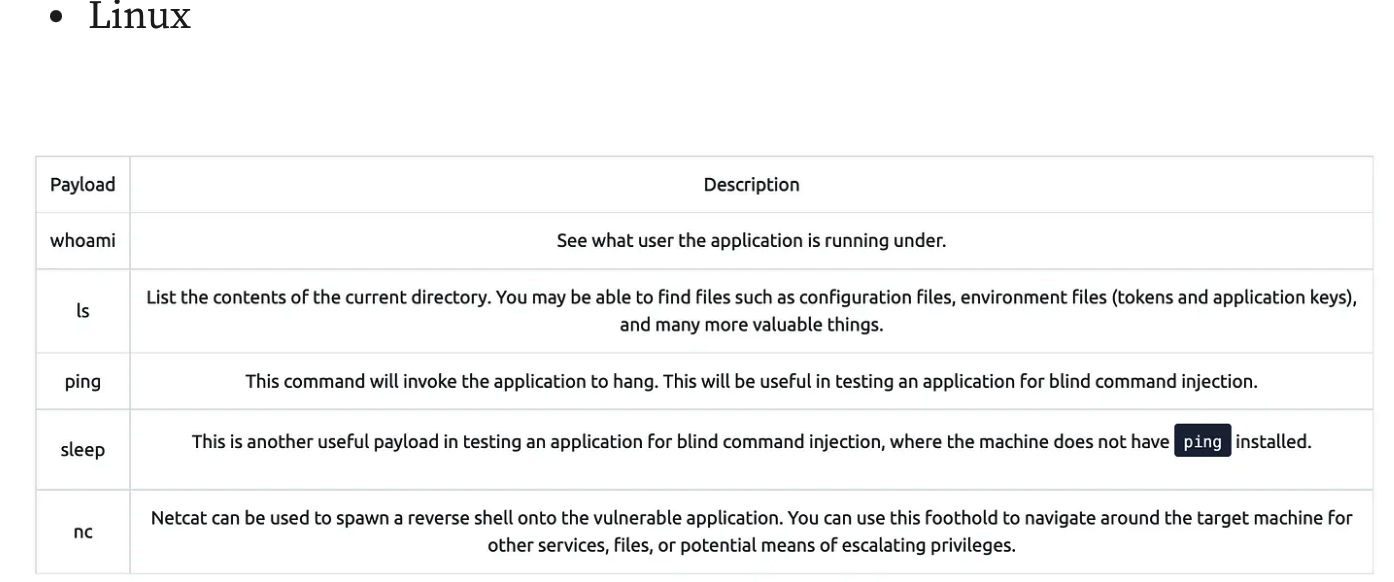 • Linux
Payload
Description
whoami
See what user the application is running under.
ls
List the contents of the current directory. You may be able to find files such as configuration files, environment files (tokens and application keys),
and many more valuable things.
ping
This command will invoke the application to hang. This will be useful in testing an application for blind command injection.
sleep
This is another useful payload in testing an application for blind command injection, where the machine does not have ping installed.
nc
Netcat can be used to spawn a reverse shell onto the vulnerable application. You can use this foothold to navigate around the target machine for
other services, files, or potential means of escalating privileges.